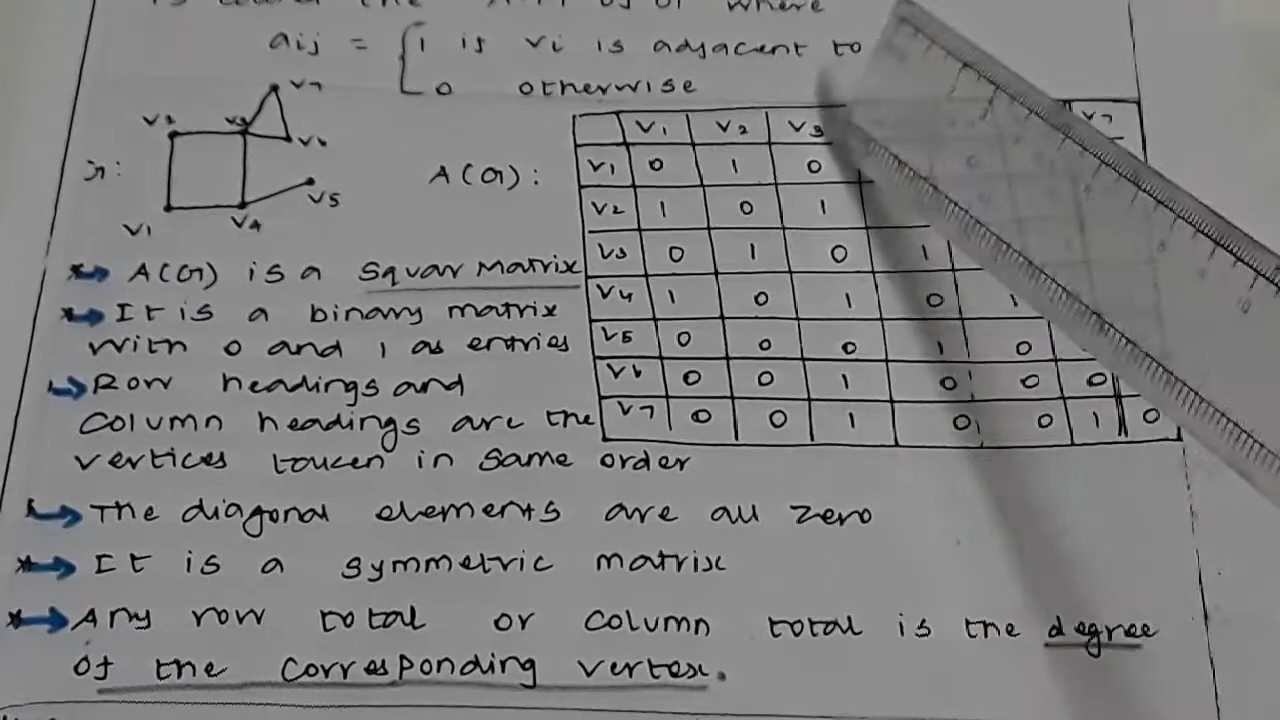 where
aij = { 1 is vi is adjacent to
0 otherwise
V7
V2 V3 V6
G:
V5
V1 V4
A(G):
V1 V2 V3 V7
V1 0 1 0
V2 1 0 1
V3 0 1 0 1
V4 1 0 1 0 1
V5 0 0 0 1 0
V6 0 0 1 0 0 0
V7 0 0 1 0 0 1 0
A(G) is a Squar Matrix
It is a binary matrix
with 0 and 1 as entries
Row headings and
Column headings are the
vertices taken in same order
The diagonal elements are all zero
It is a symmetric matrix
Any row total or column total is the degree
of the corresponding vertex.